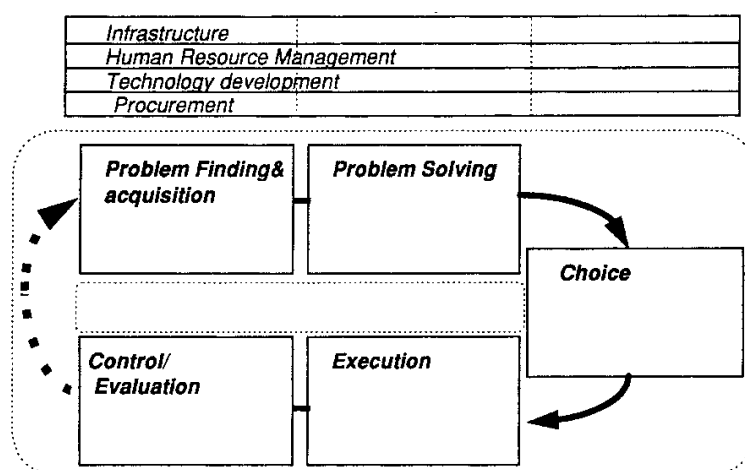 Infrastructure
Human Resource Management
Technology development
Procurement
Problem Finding&
acquisition
Problem Solving
Choice
Control/
Evaluation
Execution